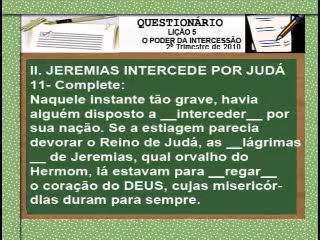 QUESTIONÁRIO
LIÇÃO 5
O PODER DA INTERCESSÃO
2º Trimestre de 2010
II. JEREMIAS INTERCEDE POR JUDÁ
11- Complete:
Naquele instante tão grave, havia
alguém disposto a __interceder__ por
sua nação. Se a estiagem parecia
devorar o Reino de Judá, as __lágrimas
__ de Jeremias, qual orvalho do
Hermom, lá estavam para __regar__
o coração do DEUS, cujas misericór-
dias duram para sempre.